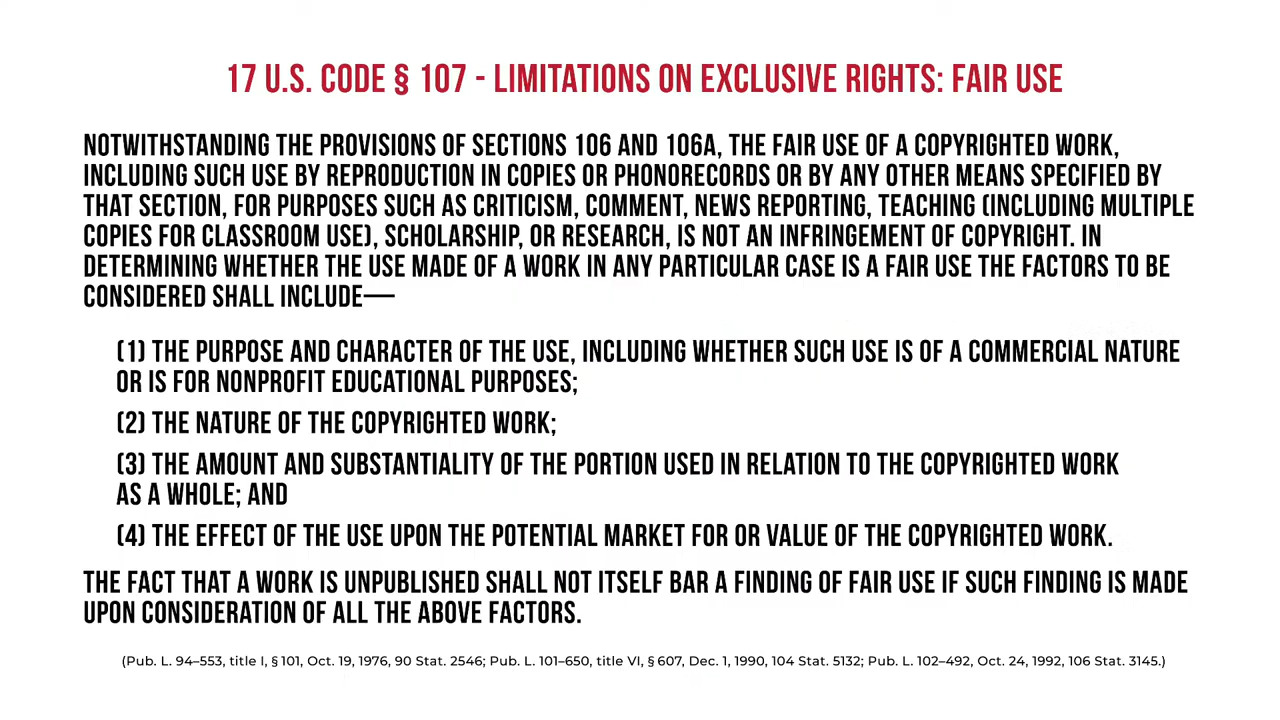 17 U.S. CODE § 107 - LIMITATIONS ON EXCLUSIVE RIGHTS: FAIR USE
NOTWITHSTANDING THE PROVISIONS OF SECTIONS 106 AND 106A, THE FAIR USE OF A COPYRIGHTED WORK,
INCLUDING SUCH USE BY REPRODUCTION IN COPIES OR PHONORECORDS OR BY ANY OTHER MEANS SPECIFIED BY
THAT SECTION, FOR PURPOSES SUCH AS CRITICISM, COMMENT, NEWS REPORTING, TEACHING (INCLUDING MULTIPLE
COPIES FOR CLASSROOM USE), SCHOLARSHIP, OR RESEARCH, IS NOT AN INFRINGEMENT OF COPYRIGHT. IN
DETERMINING WHETHER THE USE MADE OF A WORK IN ANY PARTICULAR CASE IS A FAIR USE THE FACTORS TO BE
CONSIDERED SHALL INCLUDE—
(1) THE PURPOSE AND CHARACTER OF THE USE, INCLUDING WHETHER SUCH USE IS OF A COMMERCIAL NATURE
OR IS FOR NONPROFIT EDUCATIONAL PURPOSES;
(2) THE NATURE OF THE COPYRIGHTED WORK;
(3) THE AMOUNT AND SUBSTANTIALITY OF THE PORTION USED IN RELATION TO THE COPYRIGHTED WORK
AS A WHOLE; AND
(4) THE EFFECT OF THE USE UPON THE POTENTIAL MARKET FOR OR VALUE OF THE COPYRIGHTED WORK.
THE FACT THAT A WORK IS UNPUBLISHED SHALL NOT ITSELF BAR A FINDING OF FAIR USE IF SUCH FINDING IS MADE
UPON CONSIDERATION OF ALL THE ABOVE FACTORS.
(Pub. L. 94–553, title I, § 101, Oct. 19, 1976, 90 Stat. 2546; Pub. L. 101–650, title VI, § 607, Dec. 1, 1990, 104 Stat. 5132; Pub. L. 102–492, Oct. 24, 1992, 106 Stat. 3145.)